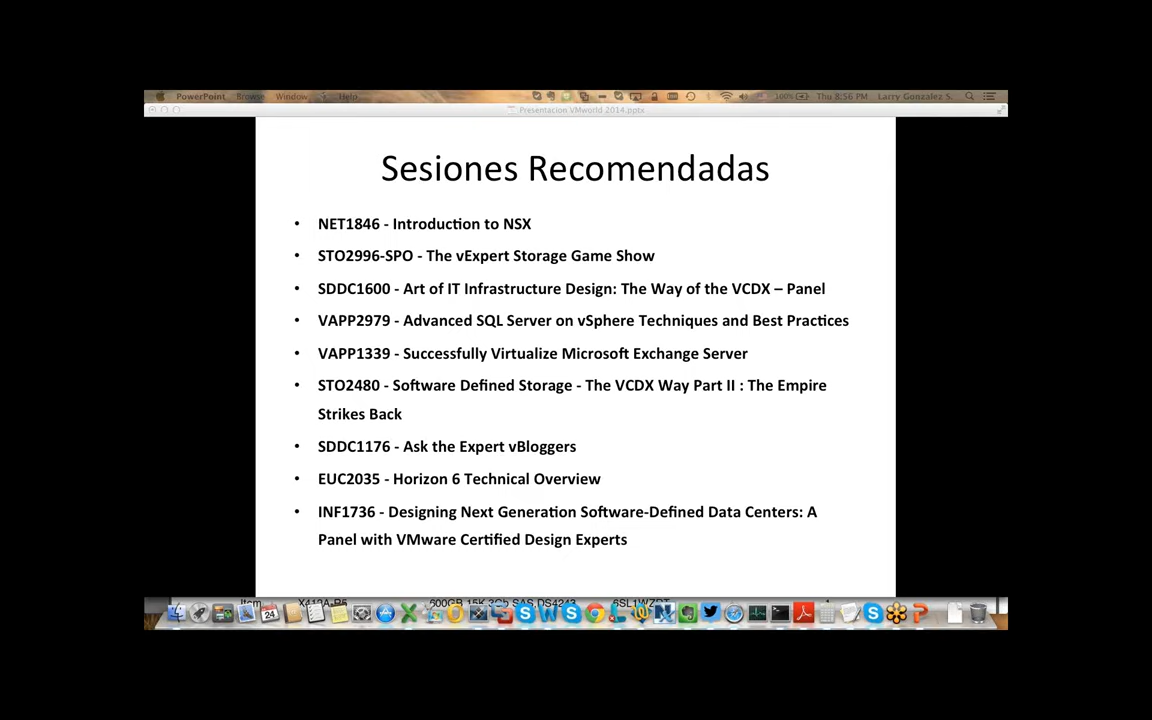 PowerPoint Browse Window Help 100% Thu 8:56 PM Larry Gonzalez S.
Presentacion VMworld 2014.pptx
Sesiones Recomendadas
• NET1846 - Introduction to NSX
• STO2996-SPO - The vExpert Storage Game Show
• SDDC1600 - Art of IT Infrastructure Design: The Way of the VCDX – Panel
• VAPP2979 - Advanced SQL Server on vSphere Techniques and Best Practices
• VAPP1339 - Successfully Virtualize Microsoft Exchange Server
• STO2480 - Software Defined Storage - The VCDX Way Part II : The Empire
Strikes Back
• SDDC1176 - Ask the Expert vBloggers
• EUC2035 - Horizon 6 Technical Overview
• INF1736 - Designing Next Generation Software-Defined Data Centers: A
Panel with VMware Certified Design Experts
Item
24